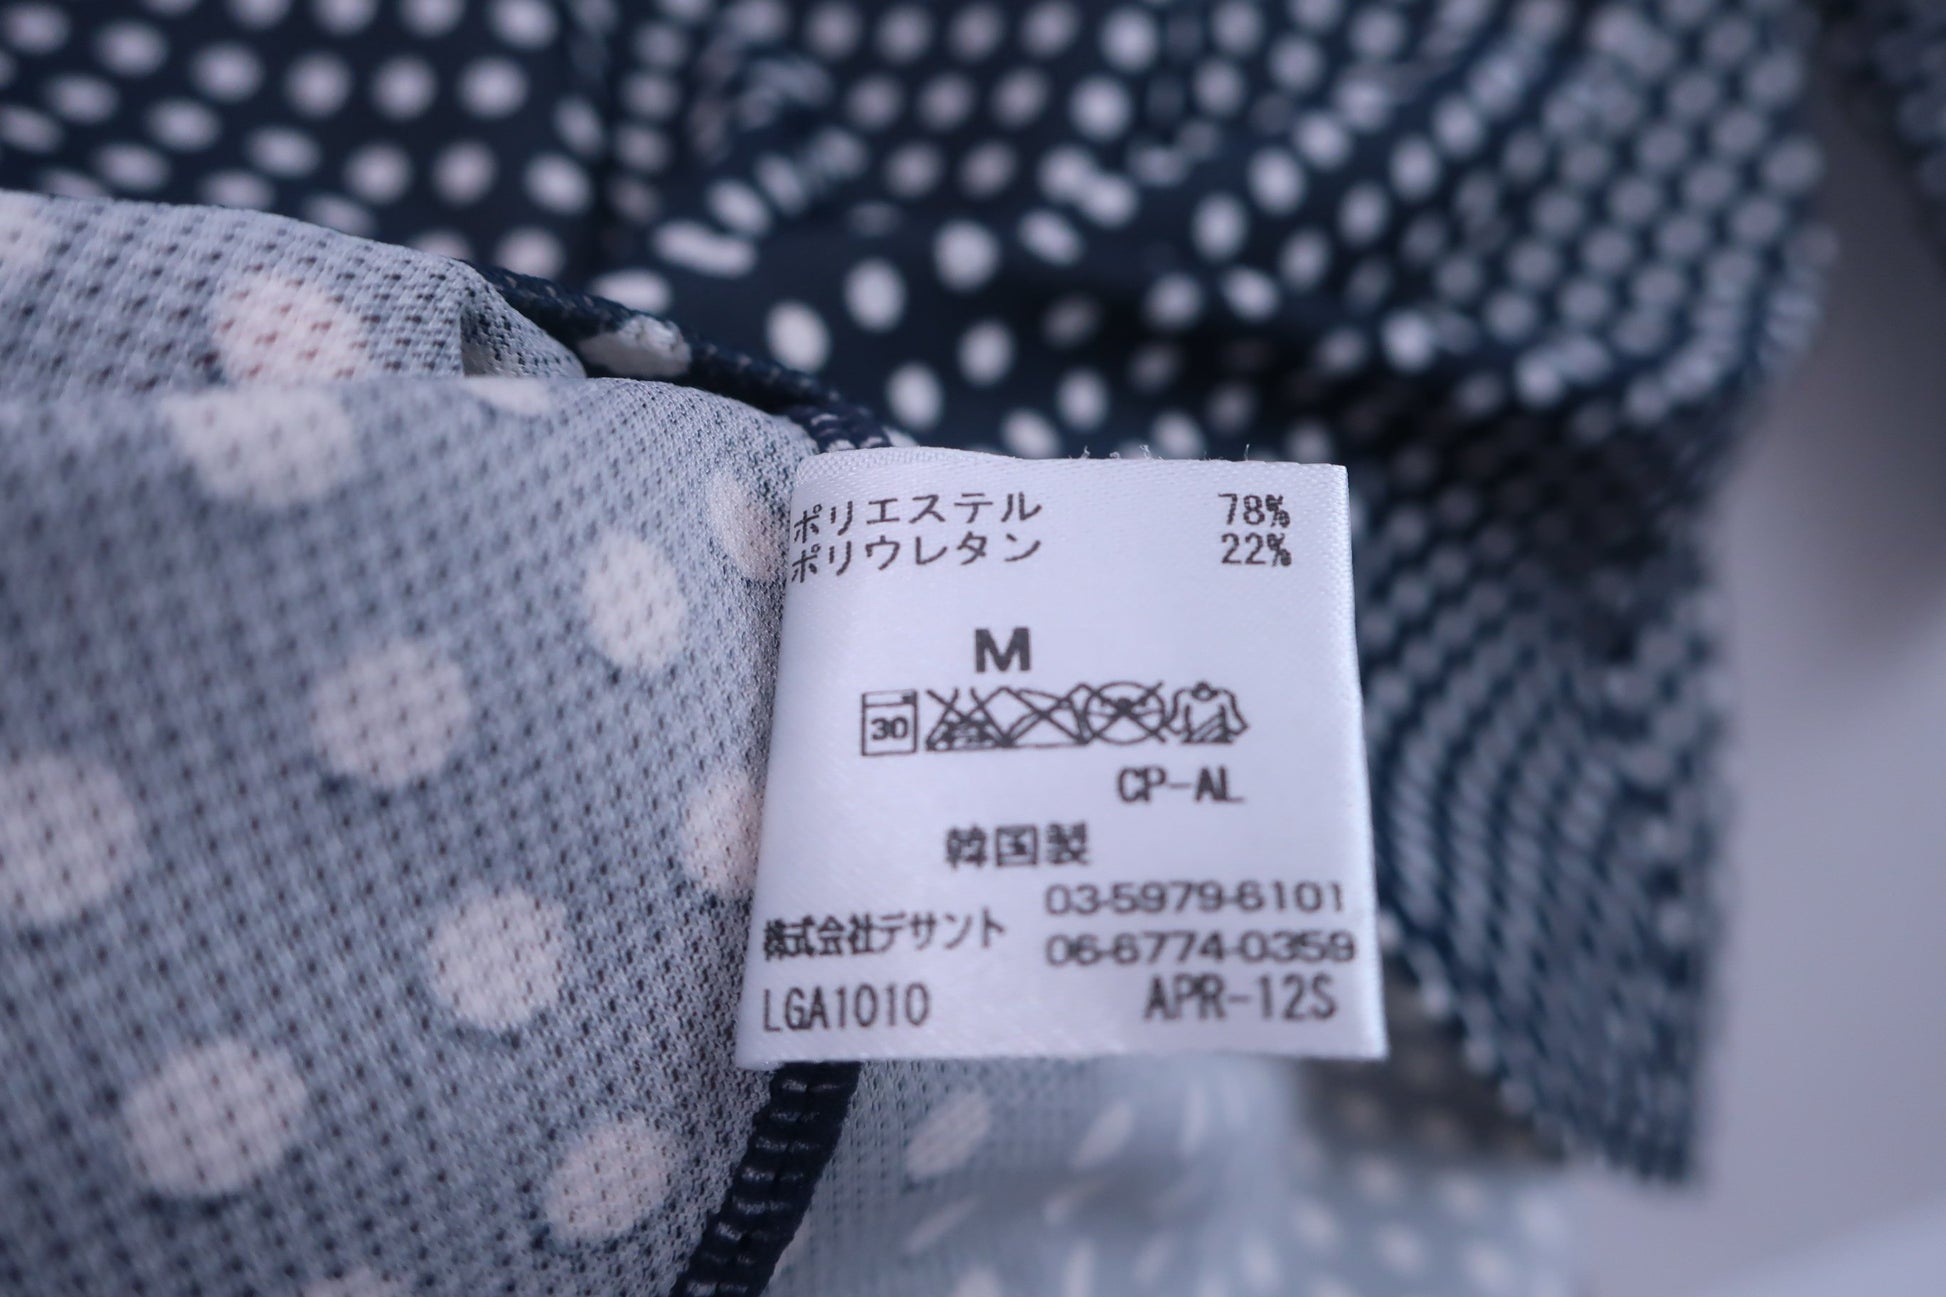 ポリエステル 78%
ポリウレタン 22%
M
30
CP-AL
韓国製
03-5979-6101
株式会社デサント 06-6774-0359
LGA1010 APR-12S